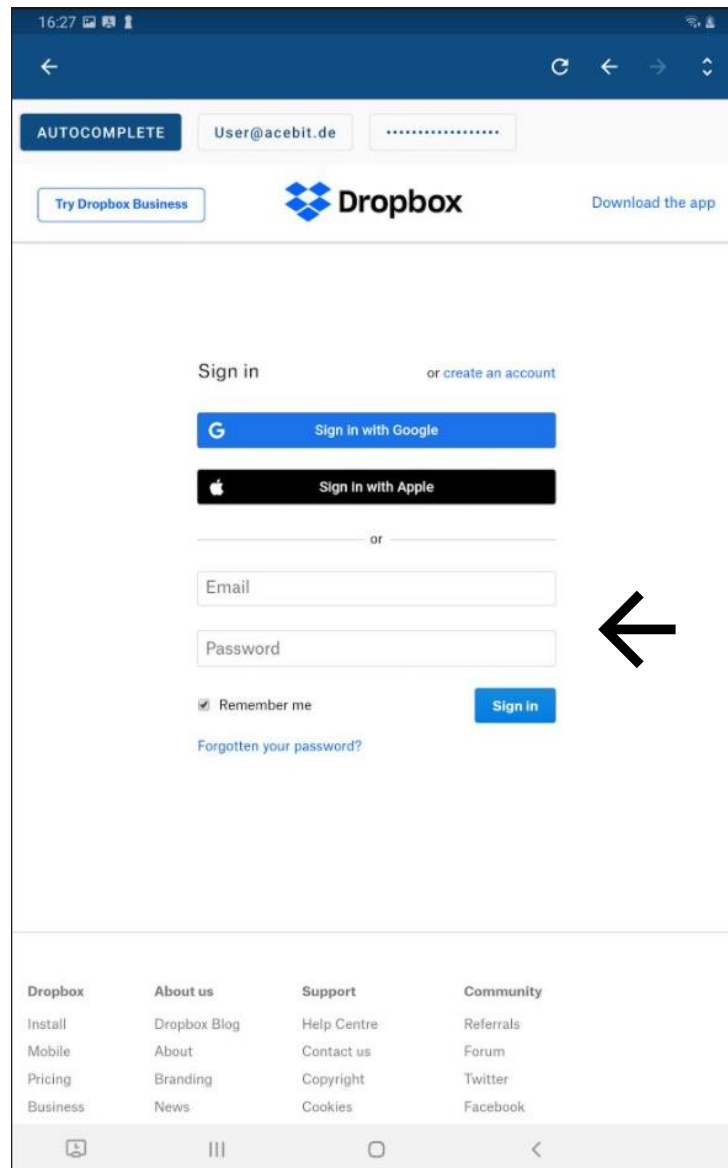 16:27
AUTOCOMPLETE User@acebit.de ••••••••••••••••••
Try Dropbox Business Dropbox Download the app
Sign in or create an account
Sign in with Google
Sign in with Apple
or
Email
Password
Remember me Sign in
Forgotten your password?
Dropbox About us Support Community
Install Dropbox Blog Help Centre Referrals
Mobile About Contact us Forum
Pricing Branding Copyright Twitter
Business News Cookies Facebook